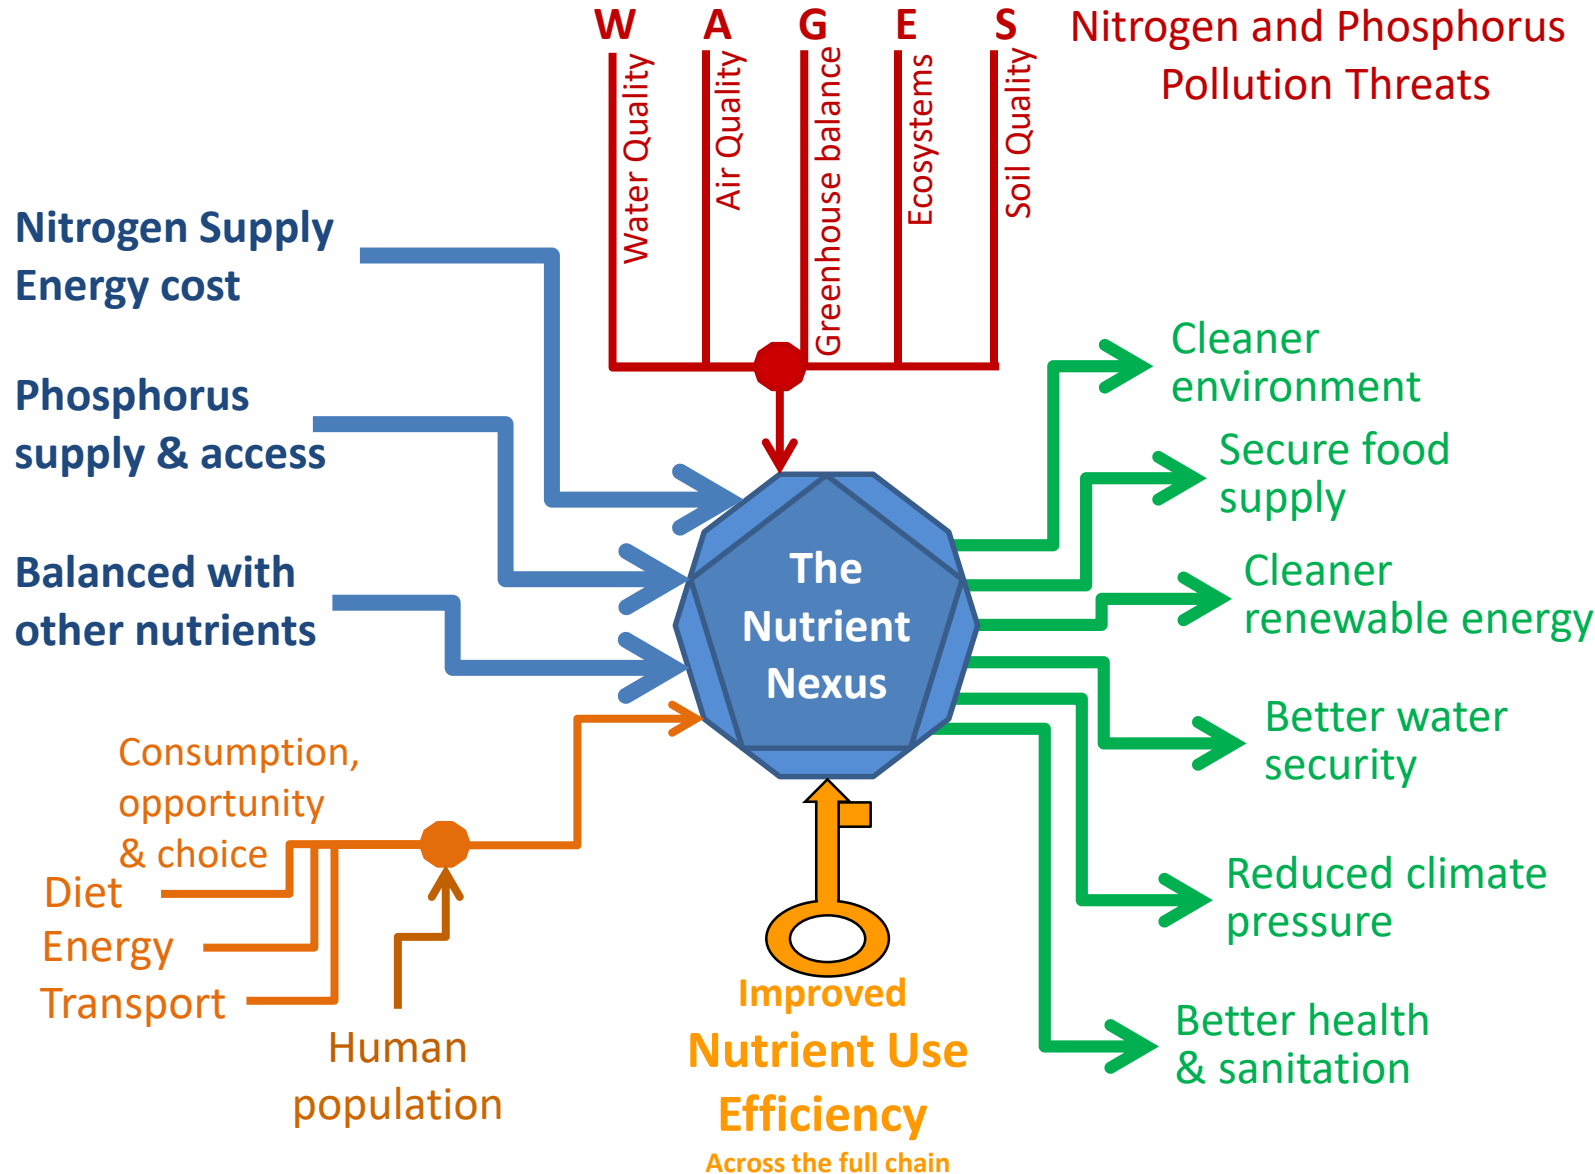 W A G E S
Water Quality
Air Quality
Greenhouse balance
Ecosystems
Soil Quality
Nitrogen and Phosphorus
Pollution Threats
Nitrogen Supply
Energy cost
Phosphorus
supply & access
Balanced with
other nutrients
Consumption,
opportunity
& choice
Diet
Energy
Transport
Human
population
The
Nutrient
Nexus
Improved
Nutrient Use
Efficiency
Across the full chain
Cleaner
environment
Secure food
supply
Cleaner
renewable energy
Better water
security
Reduced climate
pressure
Better health
& sanitation